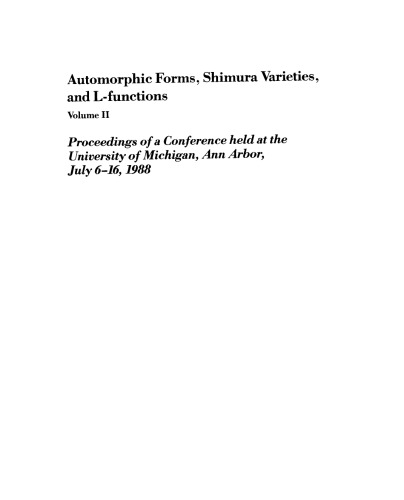 Automorphic Forms, Shimura Varieties,
and L-functions
Volume II
Proceedings of a Conference held at the
University of Michigan, Ann Arbor,
July 6–16, 1988